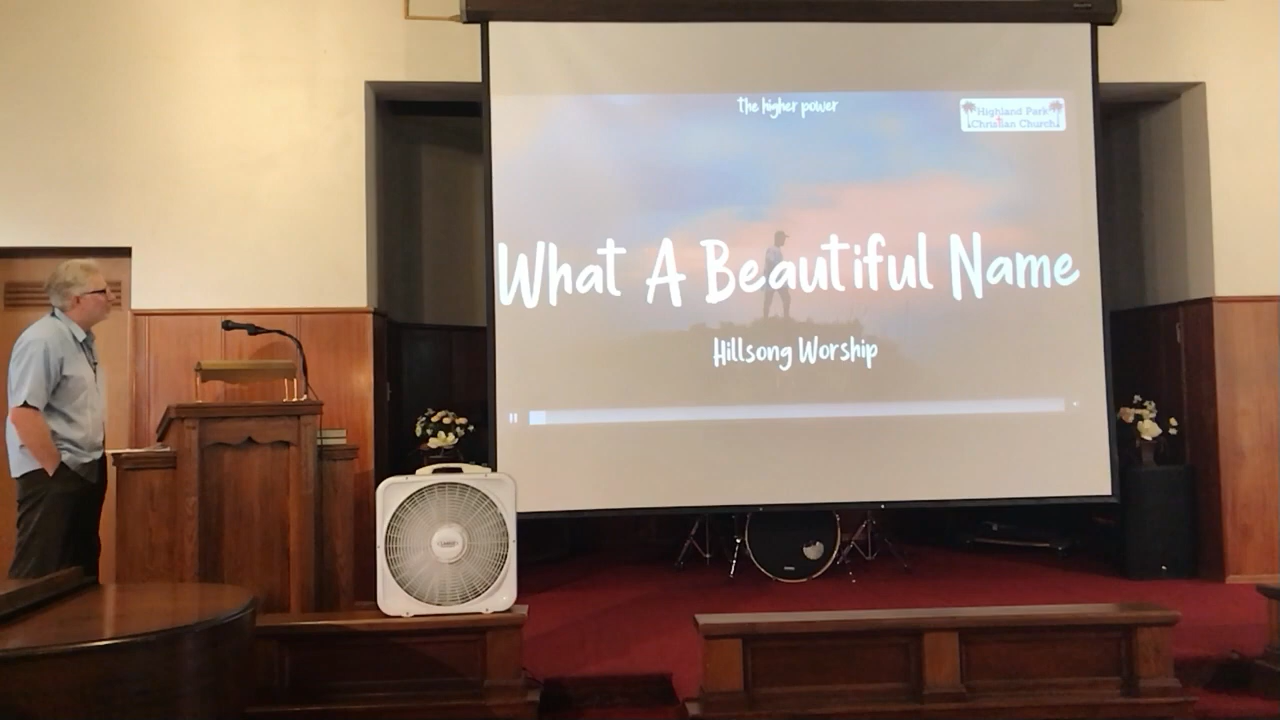 the higher power
Highland Park
Christian Church
What A Beautiful Name
Hillsong Worship